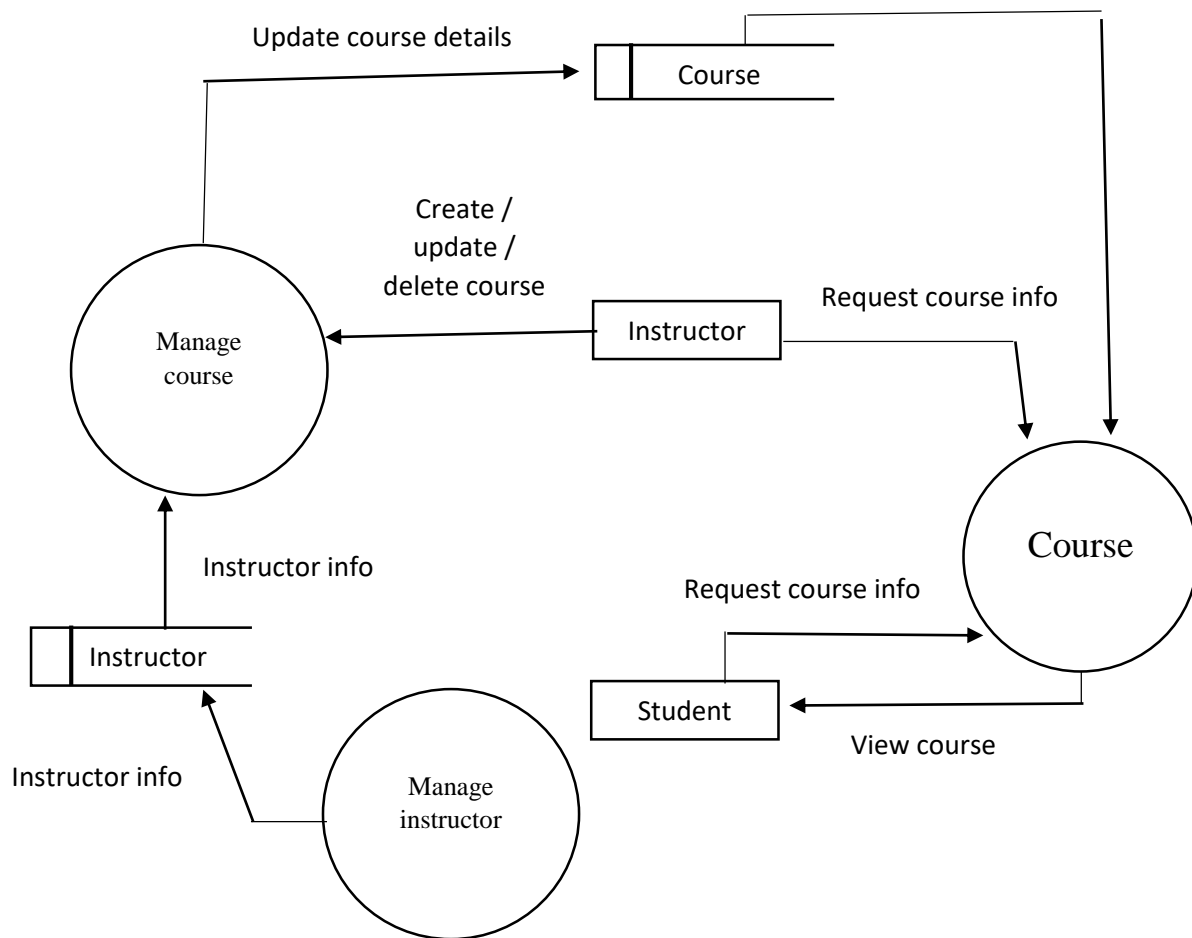 Update course details
Course
Create /
update /
delete course
Request course info
Instructor
Manage
course
Course
Instructor info
Request course info
Instructor
Student
View course
Instructor info
Manage
instructor